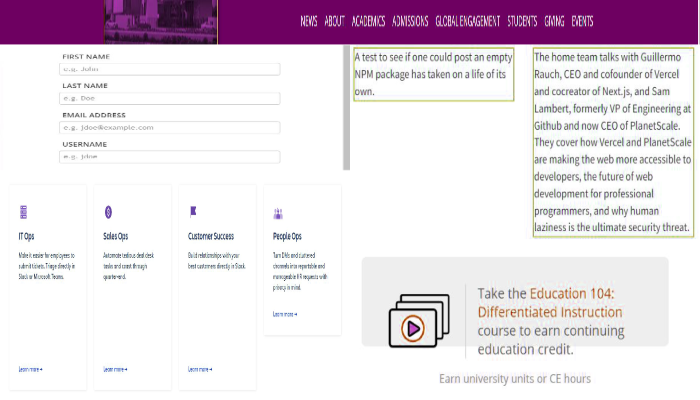 NEWS ABOUT ACADEMICS ADMISSIONS GLOBAL ENGAGEMENT STUDENTS GIVING EVENTS
FIRST NAME
e.g. John
LAST NAME
e.g. Doe
EMAIL ADDRESS
e.g. jdoe@example.com
USERNAME
e.g. jdoe
A test to see if one could post an empty
NPM package has taken on a life of its
own.
The home team talks with Guillermo
Rauch, CEO and cofounder of Vercel
and cocreator of Next.js, and Sam
Lambert, formerly VP of Engineering at
Github and now CEO of PlanetScale.
They cover how Vercel and PlanetScale
are making the web more accessible to
developers, the future of web
development for professional
programmers, and why human
laziness is the ultimate security threat.
IT Ops
Make it easier for employees to
submit tickets. Triage directly in
Slack or Microsoft Teams.
Learn more →
Sales Ops
Automate tedious deal desk
tasks and coast through
quarter-end.
Learn more →
Customer Success
Build relationships with your
best customers directly in Slack.
Learn more →
People Ops
Turn DMs and cluttered
channels into reportable and
manageable HR requests with
privacy in mind.
Learn more →
Take the Education 104:
Differentiated Instruction
course to earn continuing
education credit.
Earn university units or CE hours